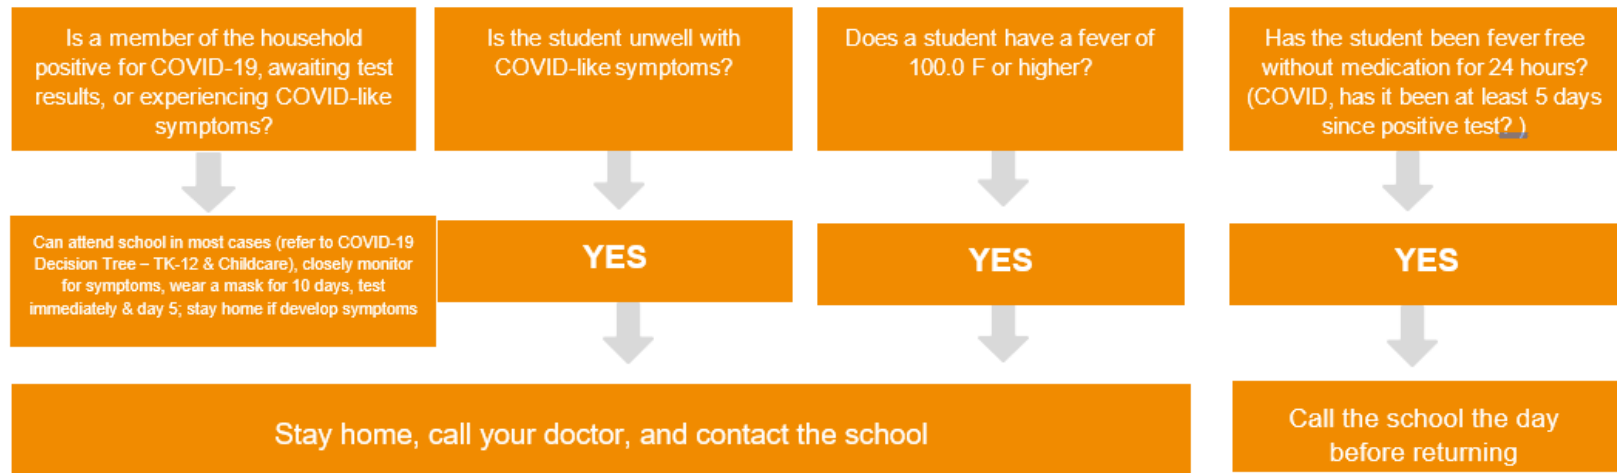 Is a member of the household
positive for COVID-19, awaiting test
results, or experiencing COVID-like
symptoms?
Is the student unwell with
COVID-like symptoms?
Does a student have a fever of
100.0 F or higher?
Has the student been fever free
without medication for 24 hours?
(COVID, has it been at least 5 days
since positive test? )
Can attend school in most cases (refer to COVID-19
Decision Tree – TK-12 & Childcare), closely monitor
for symptoms, wear a mask for 10 days, test
immediately & day 5; stay home if develop symptoms
YES
YES
YES
Stay home, call your doctor, and contact the school
Call the school the day
before returning